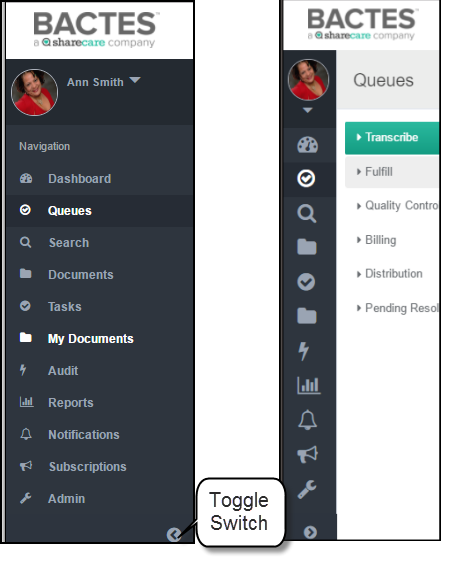 BACTES
a sharecare company
Ann Smith
Navigation
Dashboard
Queues
Search
Documents
Tasks
My Documents
Audit
Reports
Notifications
Subscriptions
Admin
Toggle
Switch
BACTES
a sharecare company
Queues
Transcribe
Fulfill
Quality Contro
Billing
Distribution
Pending Resol